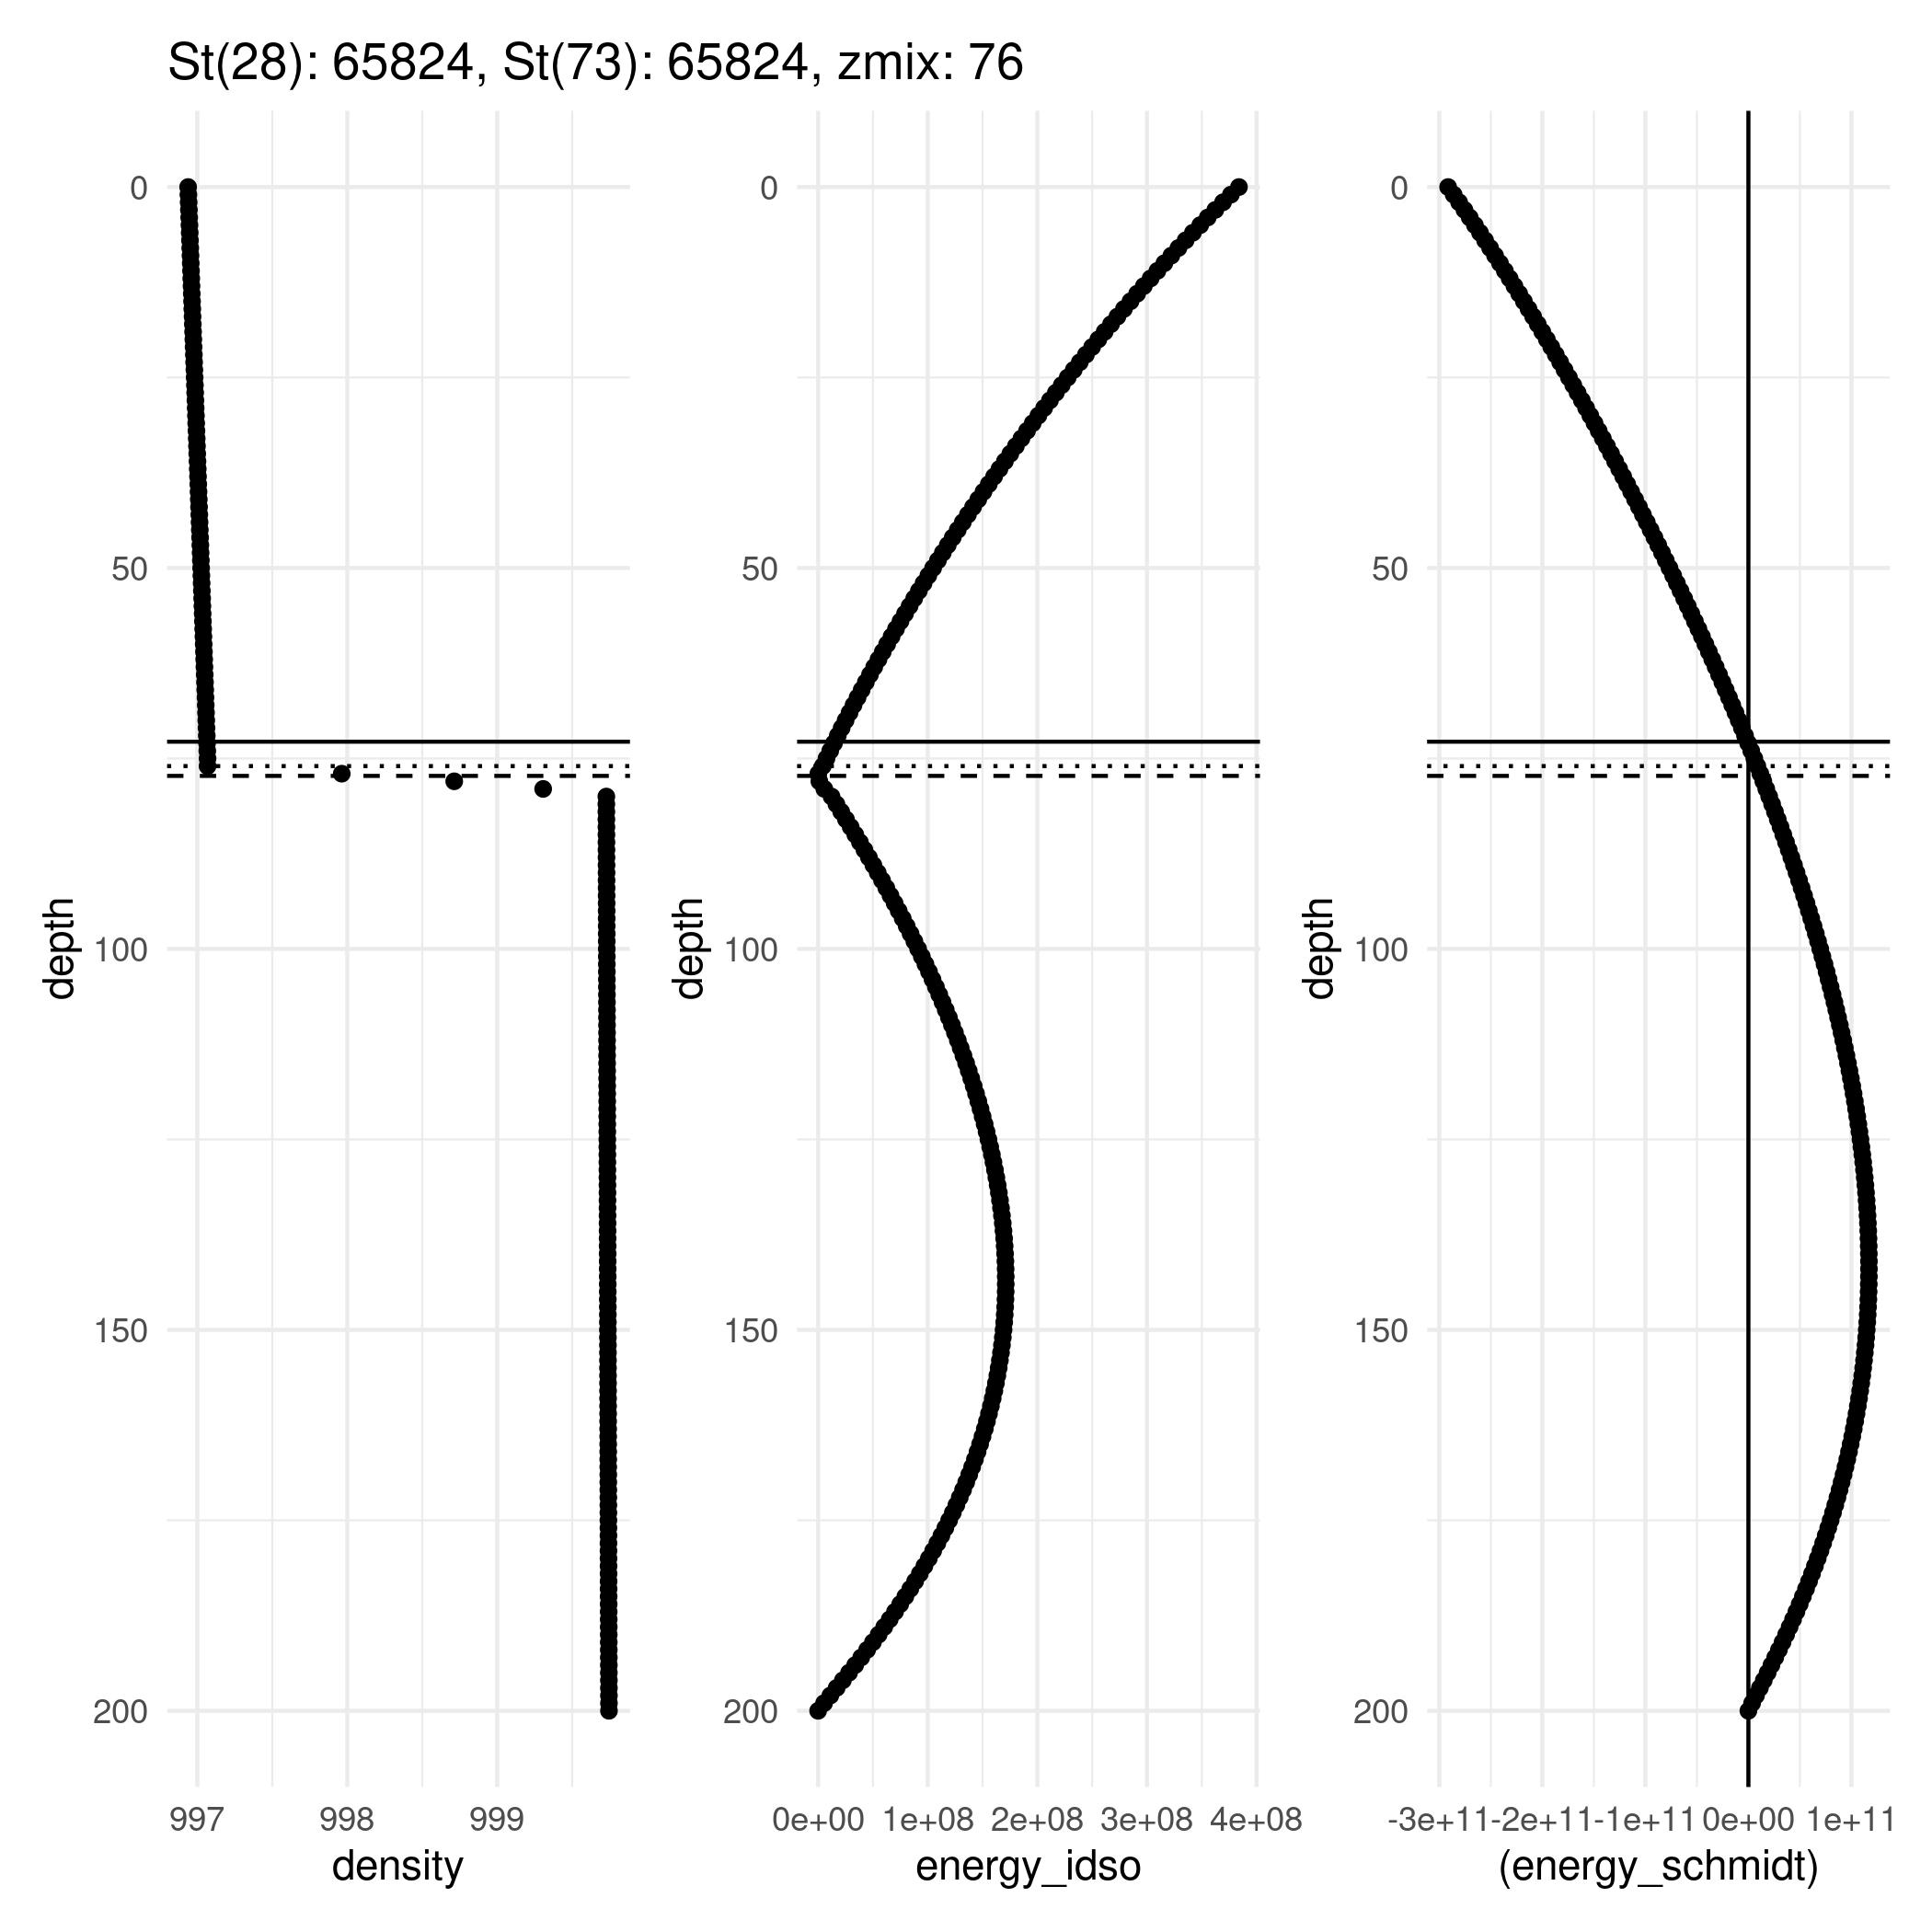 St(28): 65824, St(73): 65824, zmix: 76
0
50
100
150
200
depth
997 998 999
density
0
50
100
150
200
depth
0e+00 1e+08 2e+08 3e+08 4e+08
energy_idso
0
50
100
150
200
depth
-3e+11 -2e+11 -1e+11 0e+00 1e+11
(energy_schmidt)